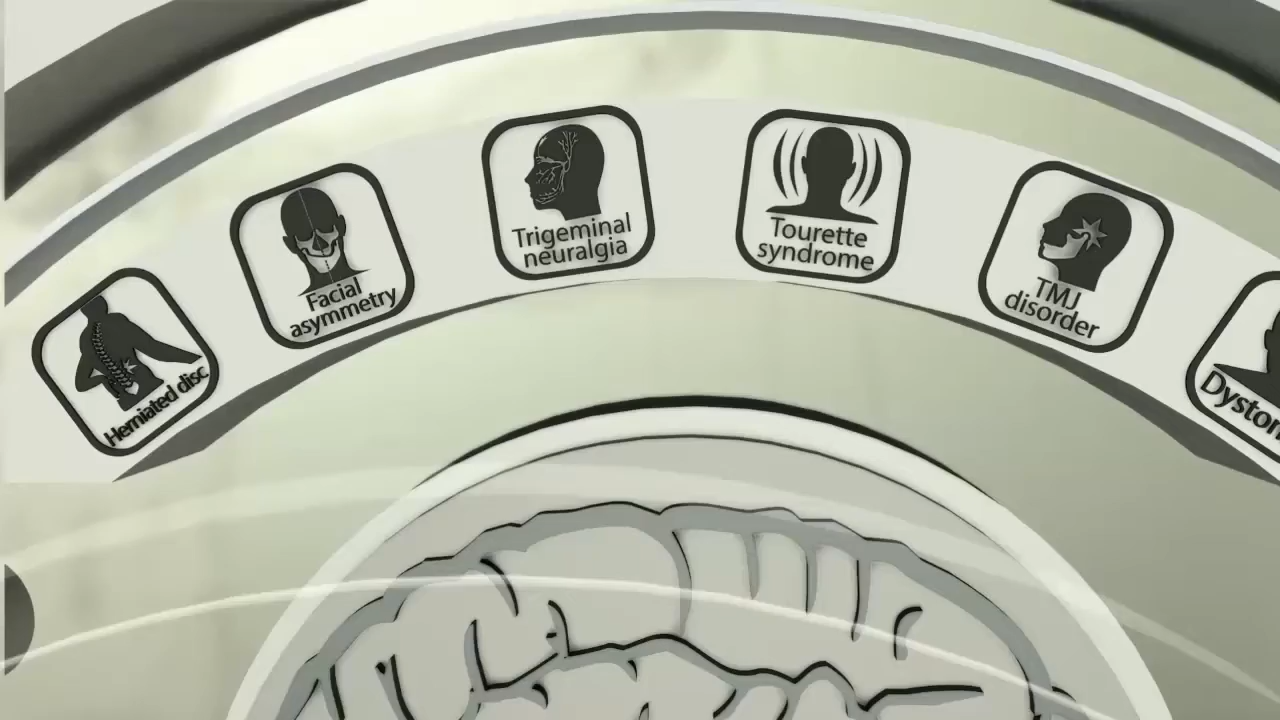 Herniated disc
Facial
asymmetry
Trigeminal
neuralgia
Tourette
syndrome
TMJ
disorder